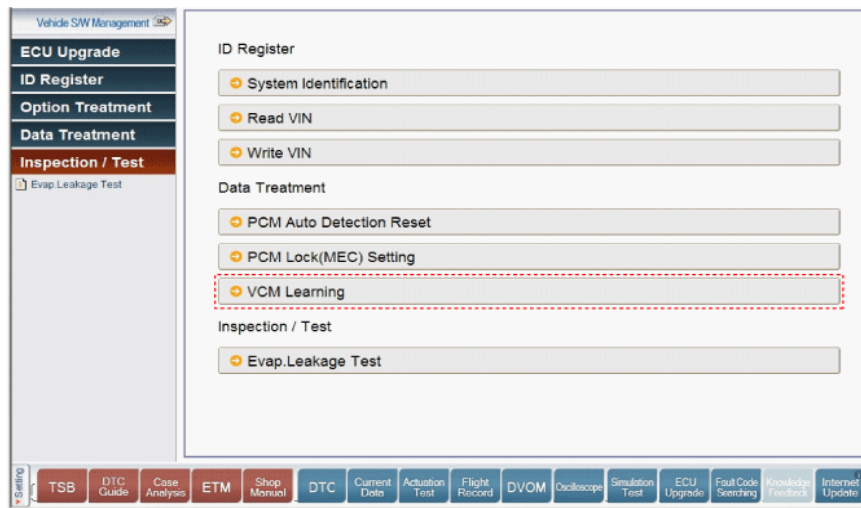 Vehicle S/W Management
ECU Upgrade
ID Register
Option Treatment
Data Treatment
Inspection / Test
Evap.Leakage Test
ID Register
System Identification
Read VIN
Write VIN
Data Treatment
PCM Auto Detection Reset
PCM Lock(MEC) Setting
VCM Learning
Inspection / Test
Evap.Leakage Test
Setting
TSB
DTC
Guide
Case
Analysis
ETM
Shop
Manual
DTC
Current
Data
Actuation
Test
Flight
Record
DVOM
Oscilloscope
Simulation
Test
ECU
Upgrade
Fault Code
Searching
Knowledge
Feedback
Internet
Update